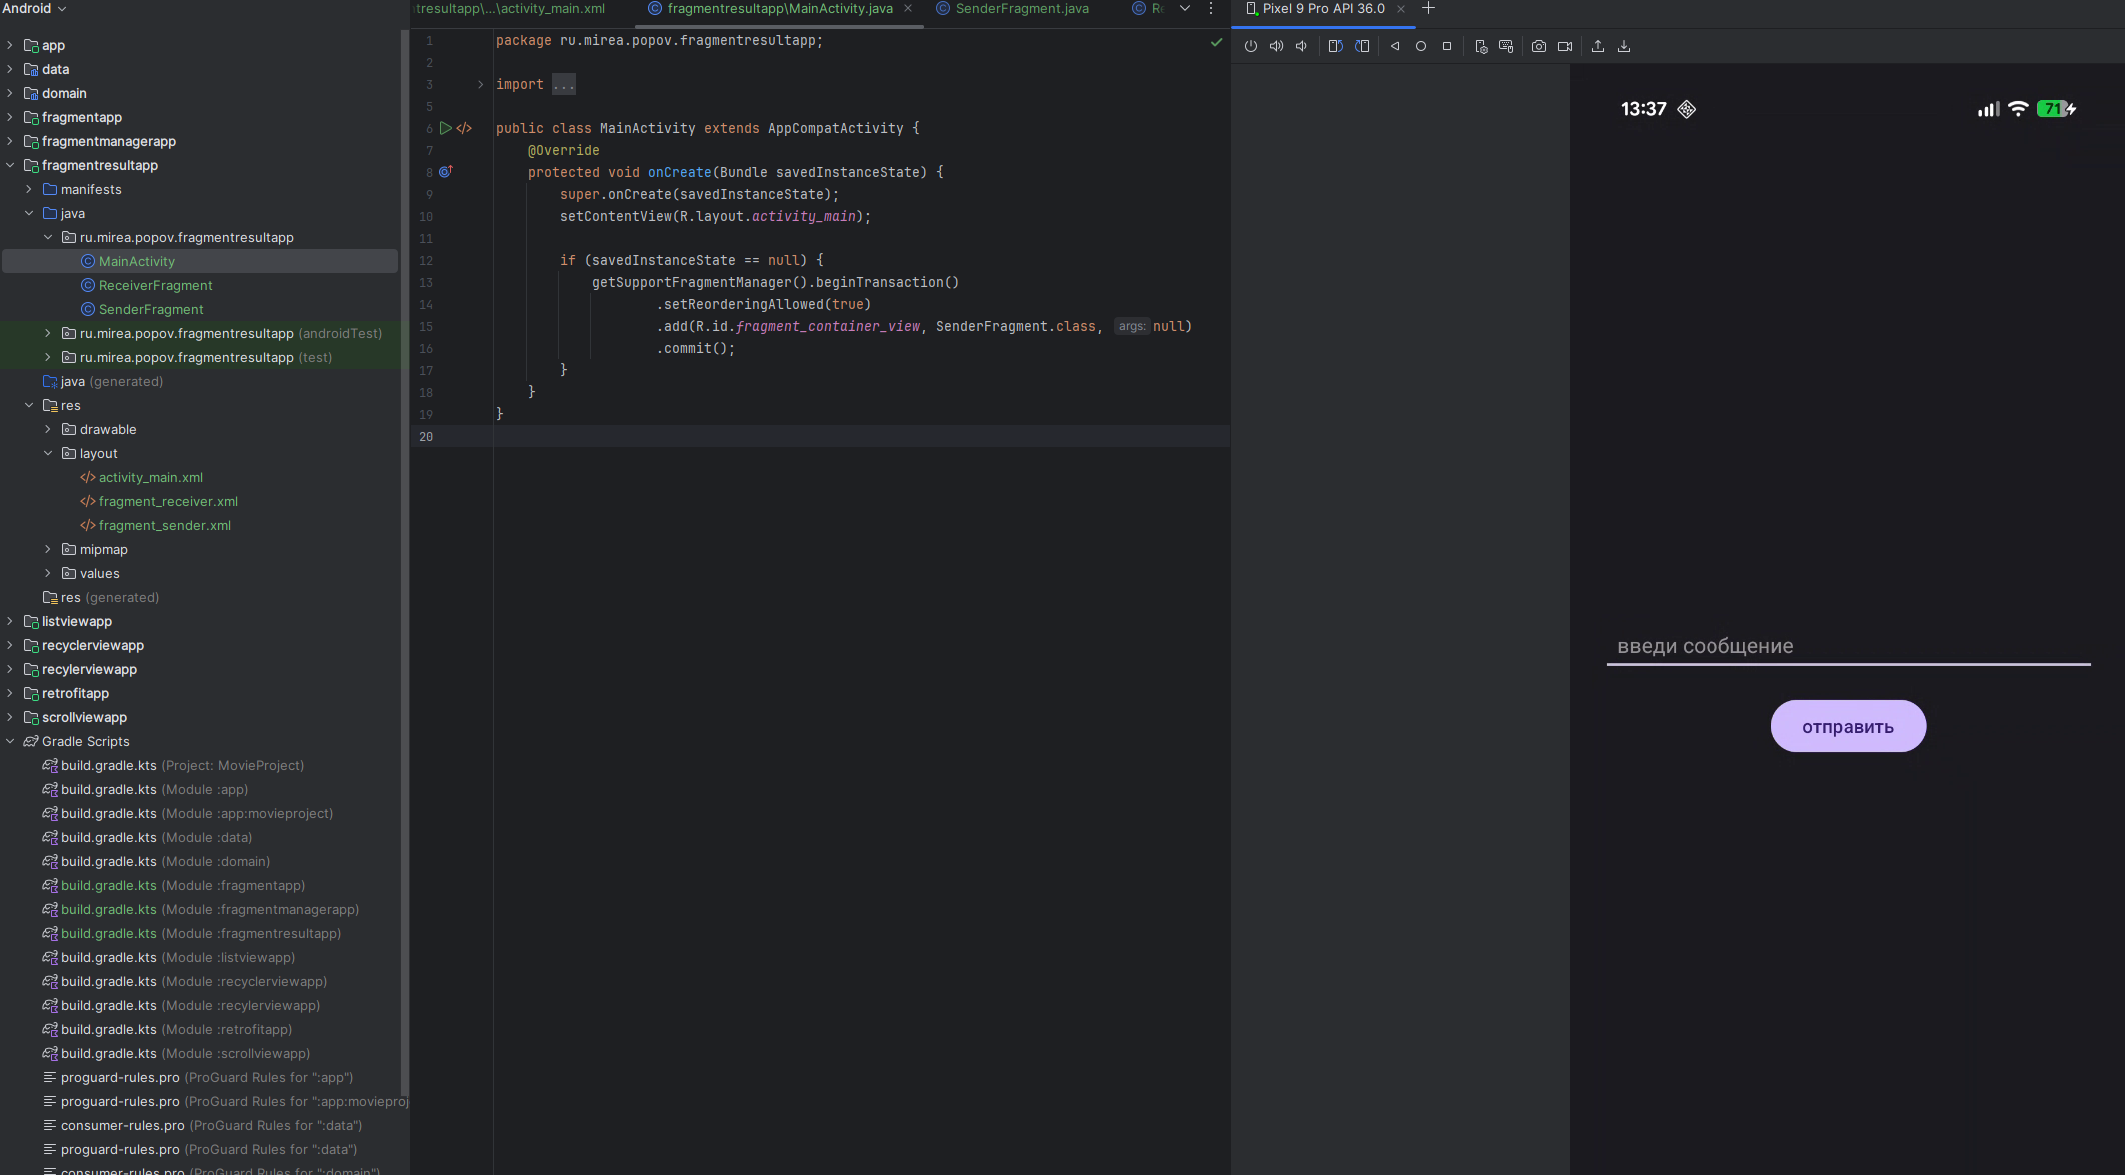 Android
app
data
domain
fragmentapp
fragmentmanagerapp
fragmentresultapp
manifests
java
ru.mirea.popov.fragmentresultapp
MainActivity
ReceiverFragment
SenderFragment
ru.mirea.popov.fragmentresultapp (androidTest)
ru.mirea.popov.fragmentresultapp (test)
java (generated)
res
drawable
layout
activity_main.xml
fragment_receiver.xml
fragment_sender.xml
mipmap
values
res (generated)
listviewapp
recyclerviewapp
recylerviewapp
retrofitapp
scrollviewapp
Gradle Scripts
build.gradle.kts (Project: MovieProject)
build.gradle.kts (Module :app)
build.gradle.kts (Module :app:movieproject)
build.gradle.kts (Module :data)
build.gradle.kts (Module :domain)
build.gradle.kts (Module :fragmentapp)
build.gradle.kts (Module :fragmentmanagerapp)
build.gradle.kts (Module :fragmentresultapp)
build.gradle.kts (Module :listviewapp)
build.gradle.kts (Module :recyclerviewapp)
build.gradle.kts (Module :recylerviewapp)
build.gradle.kts (Module :retrofitapp)
build.gradle.kts (Module :scrollviewapp)
proguard-rules.pro (ProGuard Rules for ":app")
proguard-rules.pro (ProGuard Rules for ":app:movieproj
consumer-rules.pro (ProGuard Rules for ":data")
proguard-rules.pro (ProGuard Rules for ":data")
consumer-rules.pro (ProGuard Rules for ":domain")
tresultapp\...\activity_main.xml
fragmentresultapp\MainActivity.java
SenderFragment.java
Re
1 package ru.mirea.popov.fragmentresultapp;
2
3 import ...
5
6 public class MainActivity extends AppCompatActivity {
7 @Override
8 protected void onCreate(Bundle savedInstanceState) {
9 super.onCreate(savedInstanceState);
10 setContentView(R.layout.activity_main);
11
12 if (savedInstanceState == null) {
13 getSupportFragmentManager().beginTransaction()
14 .setReorderingAllowed(true)
15 .add(R.id.fragment_container_view, SenderFragment.class, args: null)
16 .commit();
17 }
18 }
19 }
20
Pixel 9 Pro API 36.0
13:37
71
введи сообщение
отправить